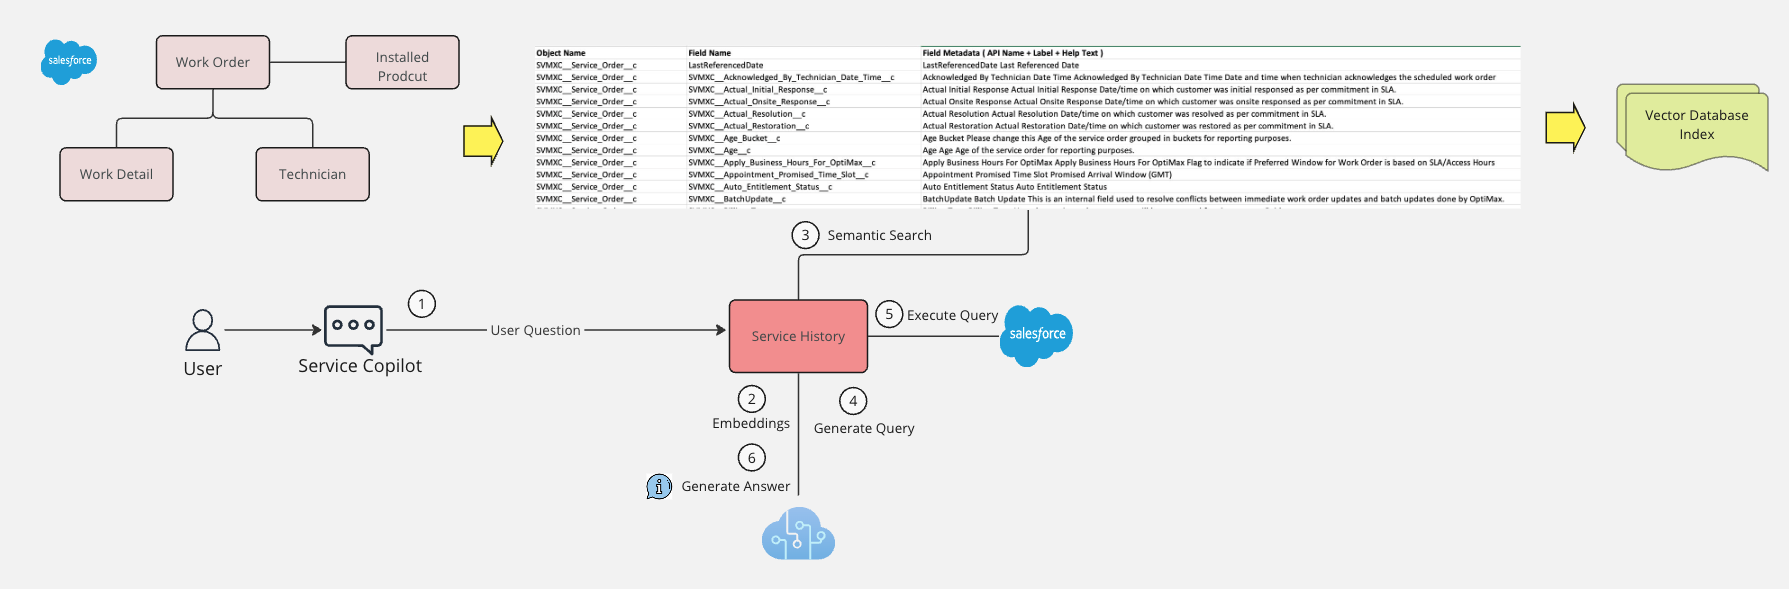 salesforce
Work Order
Installed
Prodcut
Work Detail
Technician
Object Name Field Name Field Metadata ( API Name + Label + Help Text )
SVMXC__Service_Order__c LastReferencedDate LastReferencedDate Last Referenced Date
SVMXC__Service_Order__c SVMXC__Acknowledged_By_Technician_Date_Time__c Acknowledged By Technician Date Time Acknowledged By Technician Date Time Date and time when technician acknowledges the scheduled work order
SVMXC__Service_Order__c SVMXC__Actual_Initial_Response__c Actual Initial Response Actual Initial Response Date/time on which customer was initial responsed as per commitment in SLA.
SVMXC__Service_Order__c SVMXC__Actual_Onsite_Response__c Actual Onsite Response Actual Onsite Response Date/time on which customer was onsite responsed as per commitment in SLA.
SVMXC__Service_Order__c SVMXC__Actual_Resolution__c Actual Resolution Actual Resolution Date/time on which customer was resolved as per commitment in SLA.
SVMXC__Service_Order__c SVMXC__Actual_Restoration__c Actual Restoration Actual Restoration Date/time on which customer was restored as per commitment in SLA.
SVMXC__Service_Order__c SVMXC__Age_Bucket__c Age Bucket Please change this Age of the service order grouped in buckets for reporting purposes.
SVMXC__Service_Order__c SVMXC__Age__c Age Age Age of the service order for reporting purposes.
SVMXC__Service_Order__c SVMXC__Apply_Business_Hours_For_OptiMax__c Apply Business Hours For OptiMax Apply Business Hours For OptiMax Flag to indicate if Preferred Window for Work Order is based on SLA/Access Hours
SVMXC__Service_Order__c SVMXC__Appointment_Promised_Time_Slot__c Appointment Promised Time Slot Promised Arrival Window (GMT)
SVMXC__Service_Order__c SVMXC__Auto_Entitlement_Status__c Auto Entitlement Status Auto Entitlement Status
SVMXC__Service_Order__c SVMXC__BatchUpdate__c BatchUpdate Batch Update This is an internal field used to resolve conflicts between immediate work order updates and batch updates done by OptiMax.
Vector Database
Index
3 Semantic Search
1
User Question
User
Service Copilot
Service History
5 Execute Query
salesforce
2
Embeddings
4
Generate Query
6
Generate Answer